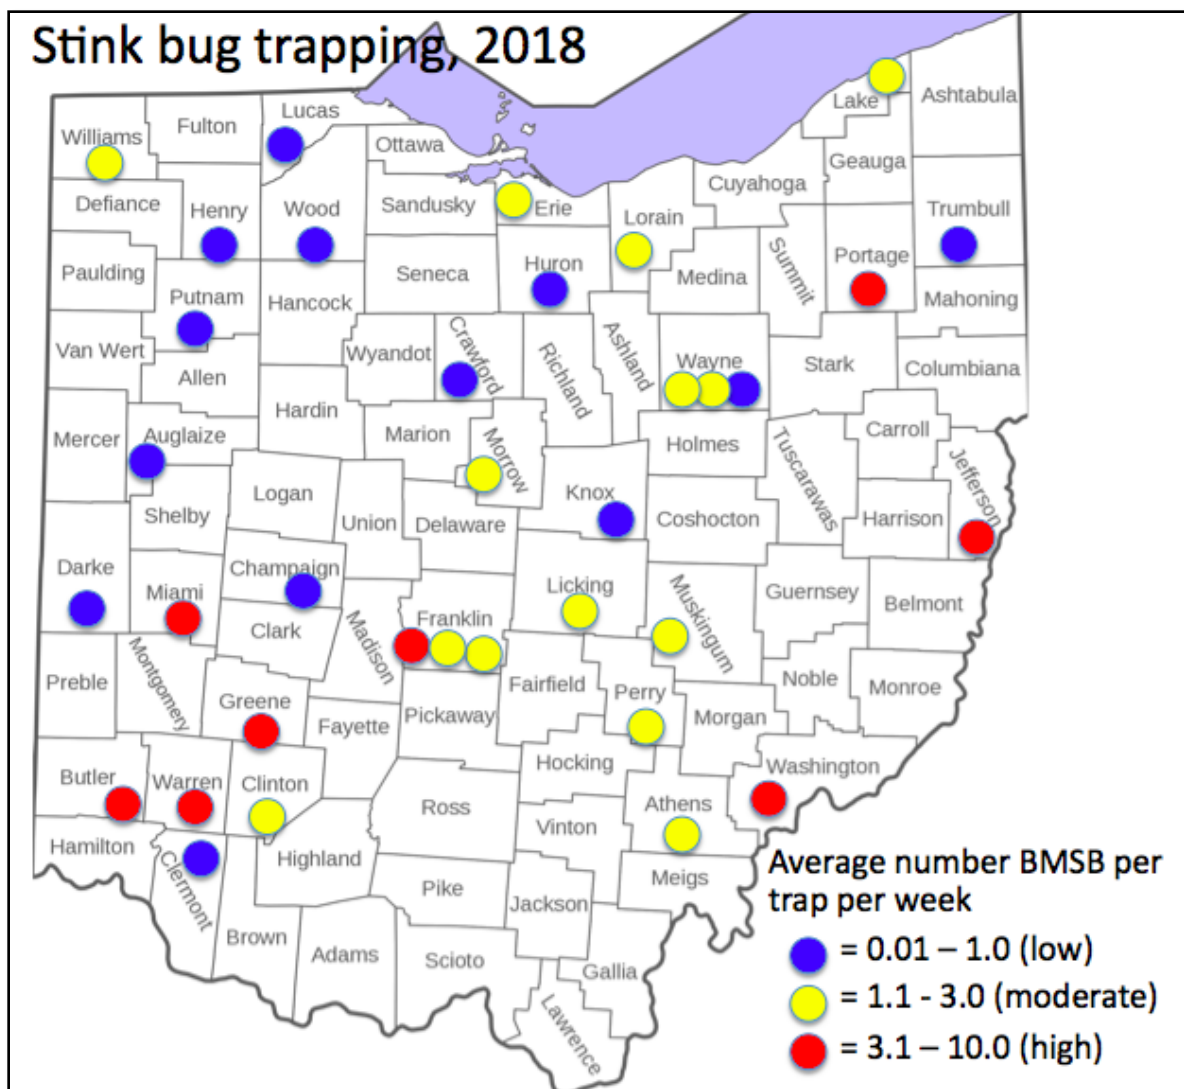 Stink bug trapping, 2018
Lucas
Fulton
Williams
Ottawa
Lake
Ashtabula
Geauga
Cuyahoga
Defiance
Henry
Wood
Sandusky
Erie
Lorain
Trumbull
Paulding
Seneca
Huron
Medina
Summit
Portage
Putnam
Hancock
Mahoning
Van Wert
Allen
Wyandot
Crawford
Richland
Ashland
Wayne
Stark
Columbiana
Hardin
Mercer
Auglaize
Marion
Morrow
Holmes
Tuscarawas
Carroll
Jefferson
Logan
Knox
Shelby
Union
Delaware
Coshocton
Harrison
Darke
Miami
Champaign
Licking
Muskingum
Guernsey
Belmont
Clark
Madison
Franklin
Preble
Montgomery
Greene
Fairfield
Perry
Noble
Monroe
Fayette
Pickaway
Morgan
Butler
Warren
Clinton
Hocking
Washington
Ross
Athens
Vinton
Hamilton
Clermont
Highland
Pike
Meigs
Jackson
Brown
Adams
Scioto
Gallia
Lawrence
Average number BMSB per
trap per week
= 0.01 – 1.0 (low)
= 1.1 - 3.0 (moderate)
= 3.1 – 10.0 (high)